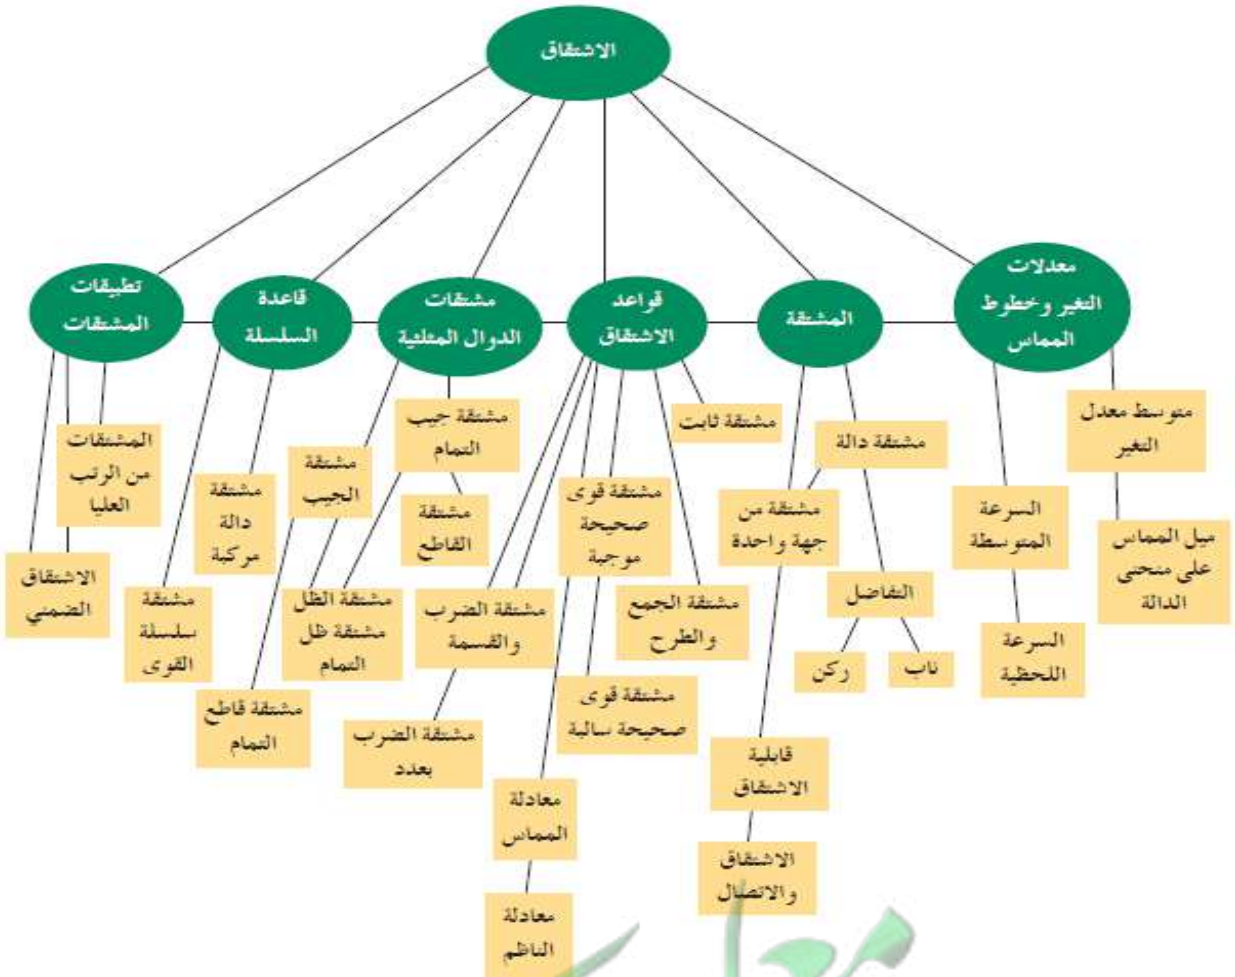 الاشتقاق
معدلات
التغير وخطوط
المماس
المشتقة
قواعد
الاشتقاق
مشتقات
الدوال المثلثية
قاعدة
السلسلة
تطبيقات
المشتقات
متوسط معدل
التغير
ميل المماس
على منحنى
الدالة
السرعة
المتوسطة
السرعة
اللحظية
مشتقة دالة
مشتقة من
جهة واحدة
التفاضل
ناب
ركن
قابلية
الاشتقاق
الاشتقاق
والاتصال
مشتقة ثابت
مشتقة الجمع
والطرح
مشتقة قوى
صحيحة
موجبة
مشتقة قوى
صحيحة سالبة
مشتقة الضرب
والقسمة
مشتقة الضرب
بعدد
معادلة
المماس
معادلة
الناظم
مشتقة جيب
التمام
مشتقة
القاطع
مشتقة
الجيب
مشتقة الظل
مشتقة ظل
التمام
مشتقة قاطع
التمام
مشتقة
دالة
مركبة
مشتقة
سلسلة
القوى
المشتقات
من الرتب
العليا
الاشتقاق
الضمني